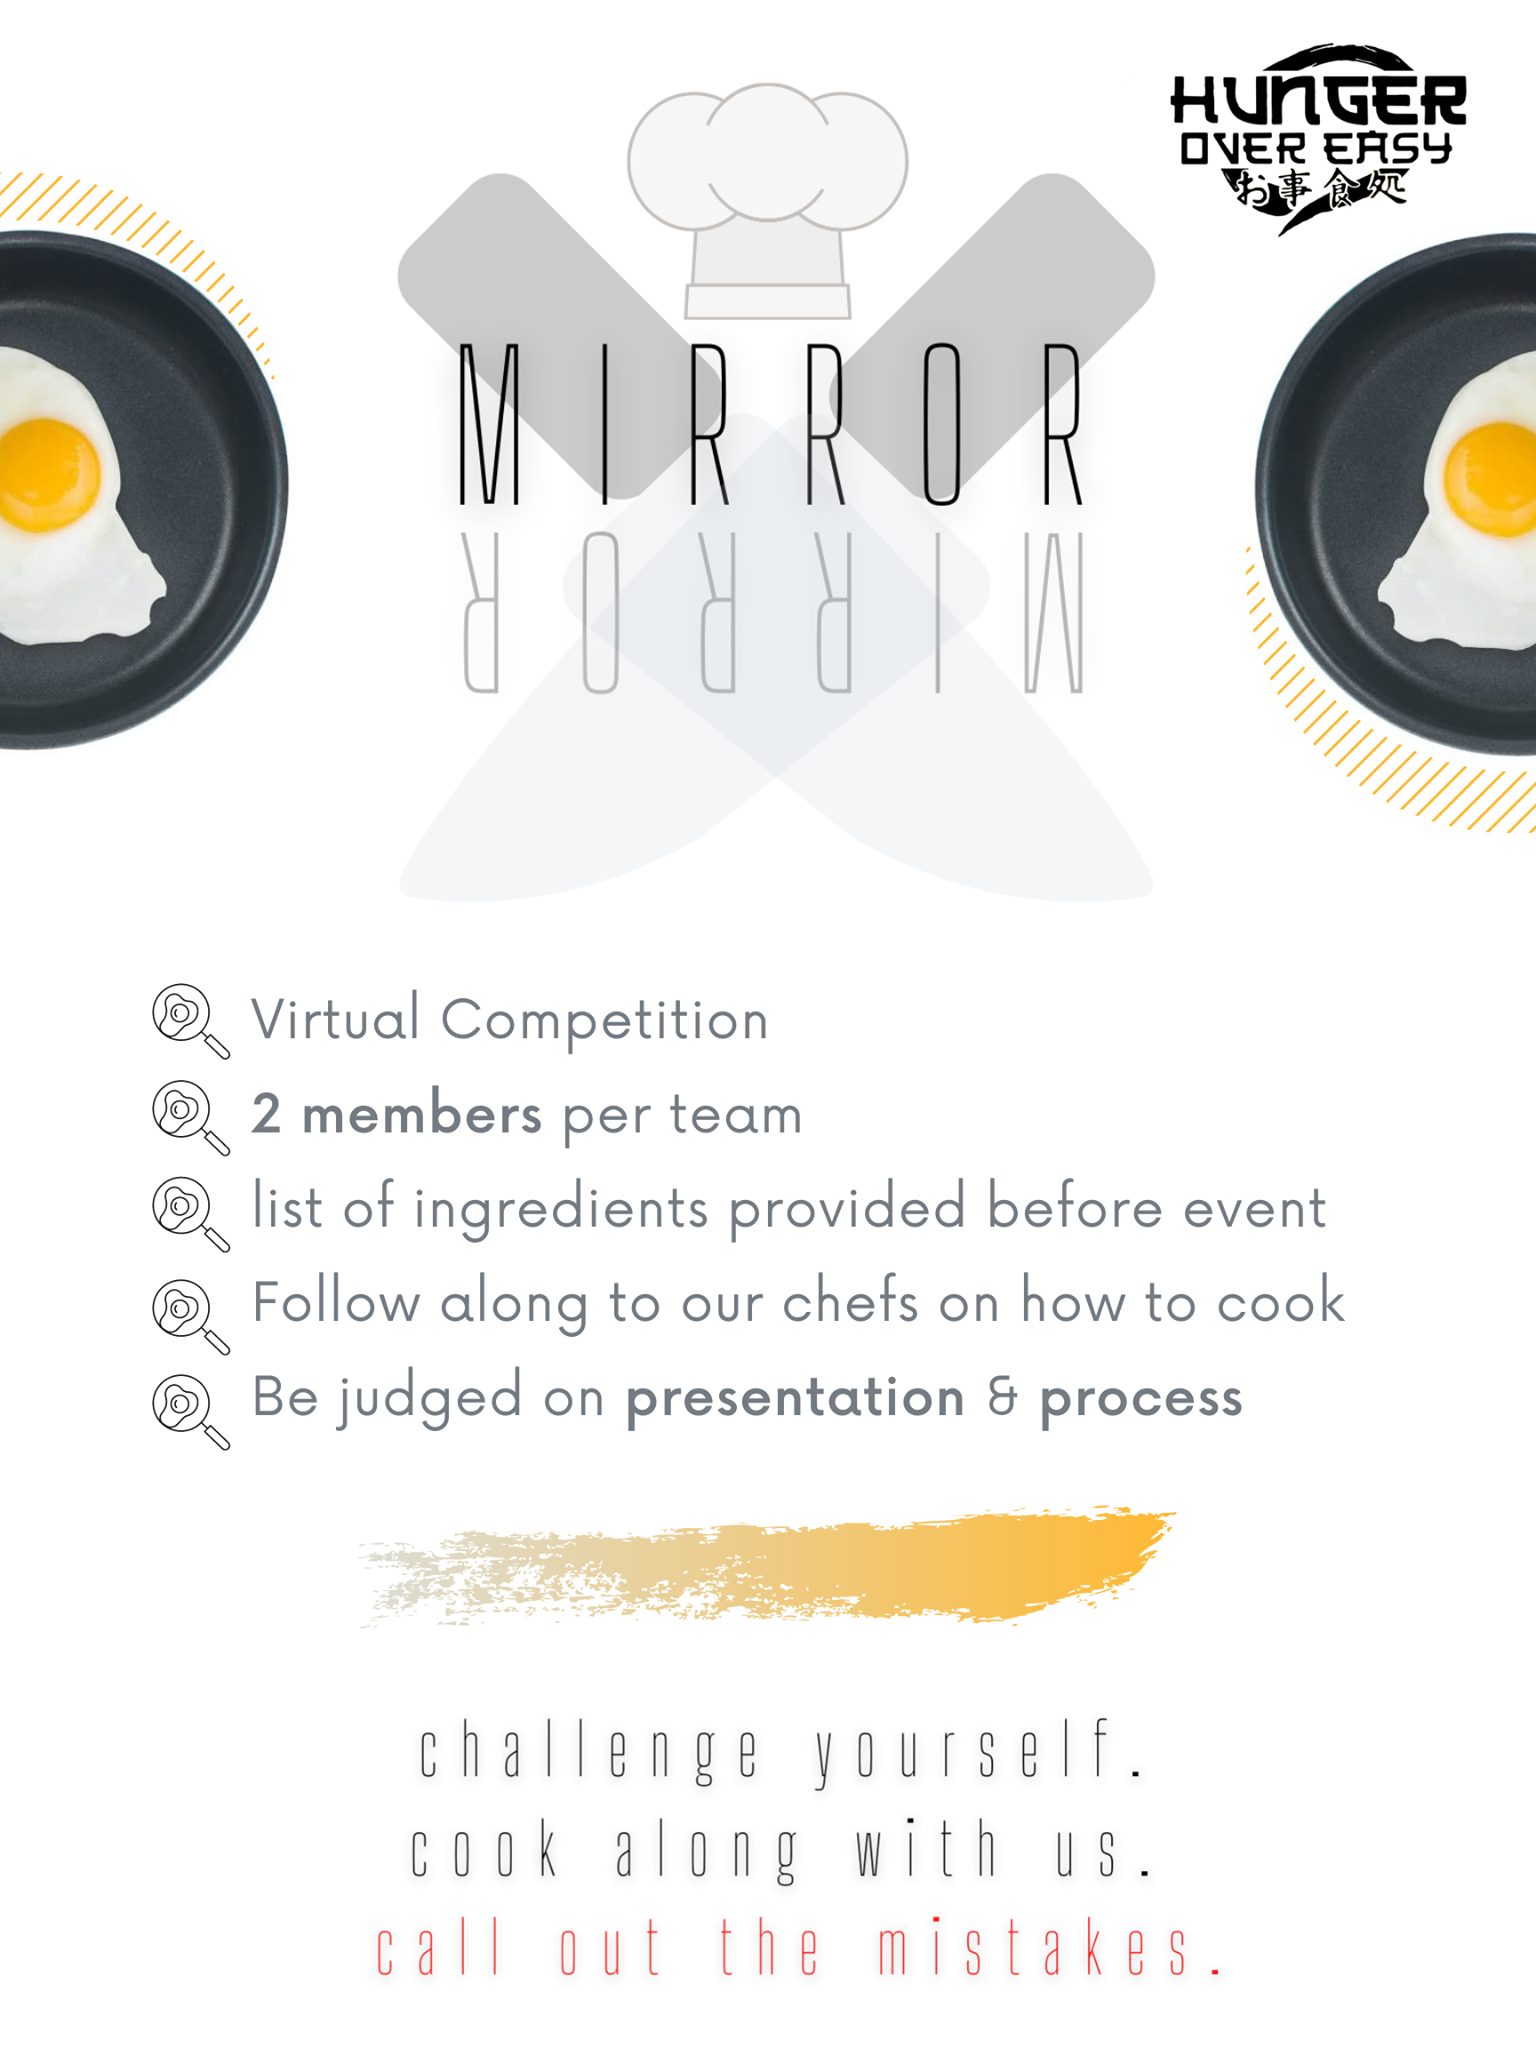 HUNGER
OVER EASY
お事食処
MIRROR
MIRROR
Virtual Competition
2 members per team
list of ingredients provided before event
Follow along to our chefs on how to cook
Be judged on presentation & process
challenge yourself.
cook along with us.
call out the mistakes.